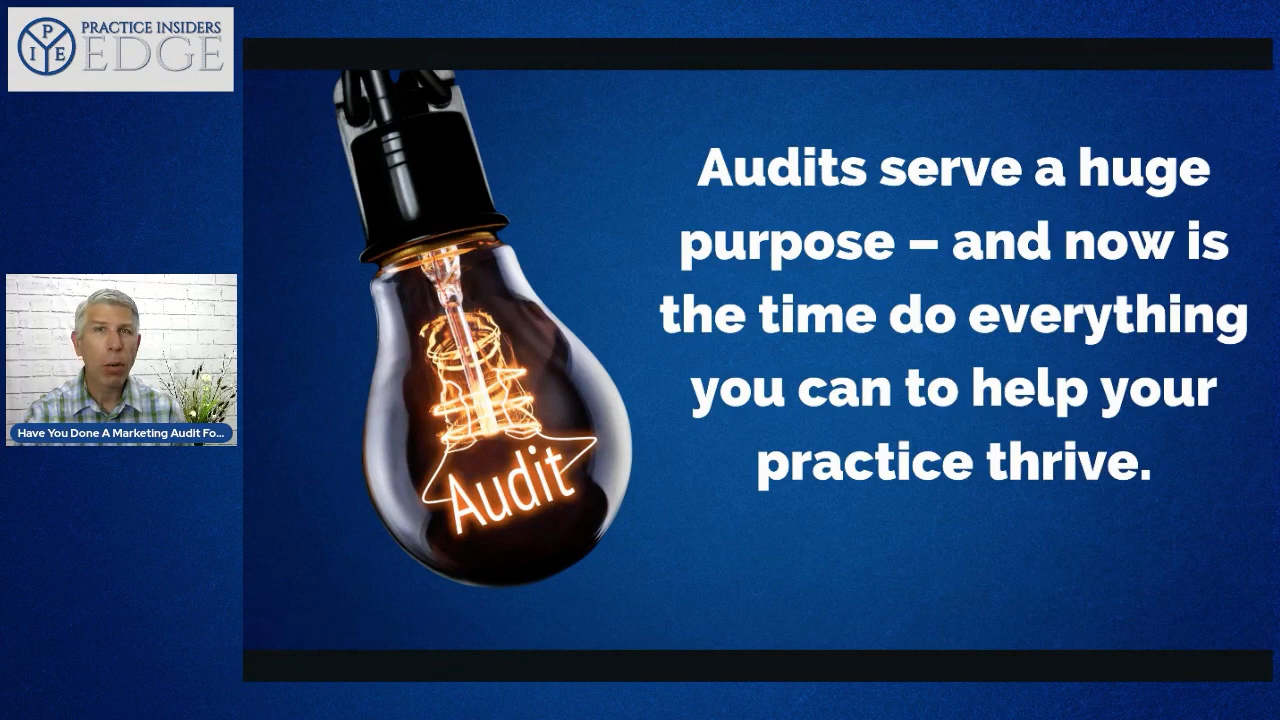 PRACTICE INSIDERS
EDGE
P
I
E
Audits serve a huge
purpose – and now is
the time do everything
you can to help your
practice thrive.
Audit
Have You Done A Marketing Audit Fo...